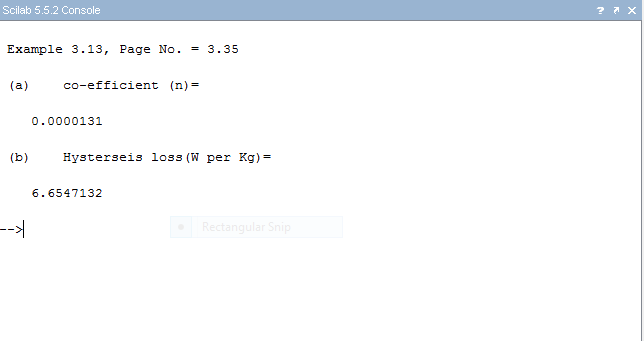 Scilab 5.5.2 Console
Example 3.13, Page No. = 3.35
(a) co-efficient (n)=
0.0000131
(b) Hysterseis loss(W per Kg)=
6.6547132
-->
Rectangular Snip